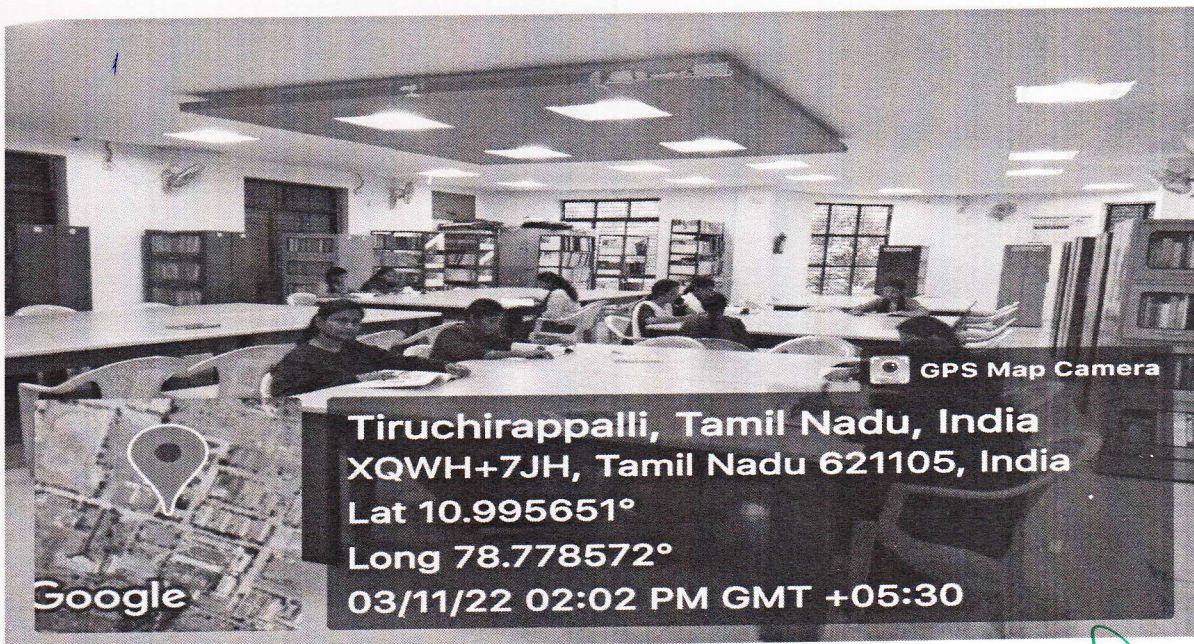 GPS Map Camera
Tiruchirappalli, Tamil Nadu, India
XQWH+7JH, Tamil Nadu 621105, India
Lat 10.995651°
Long 78.778572°
03/11/22 02:02 PM GMT +05:30
Google